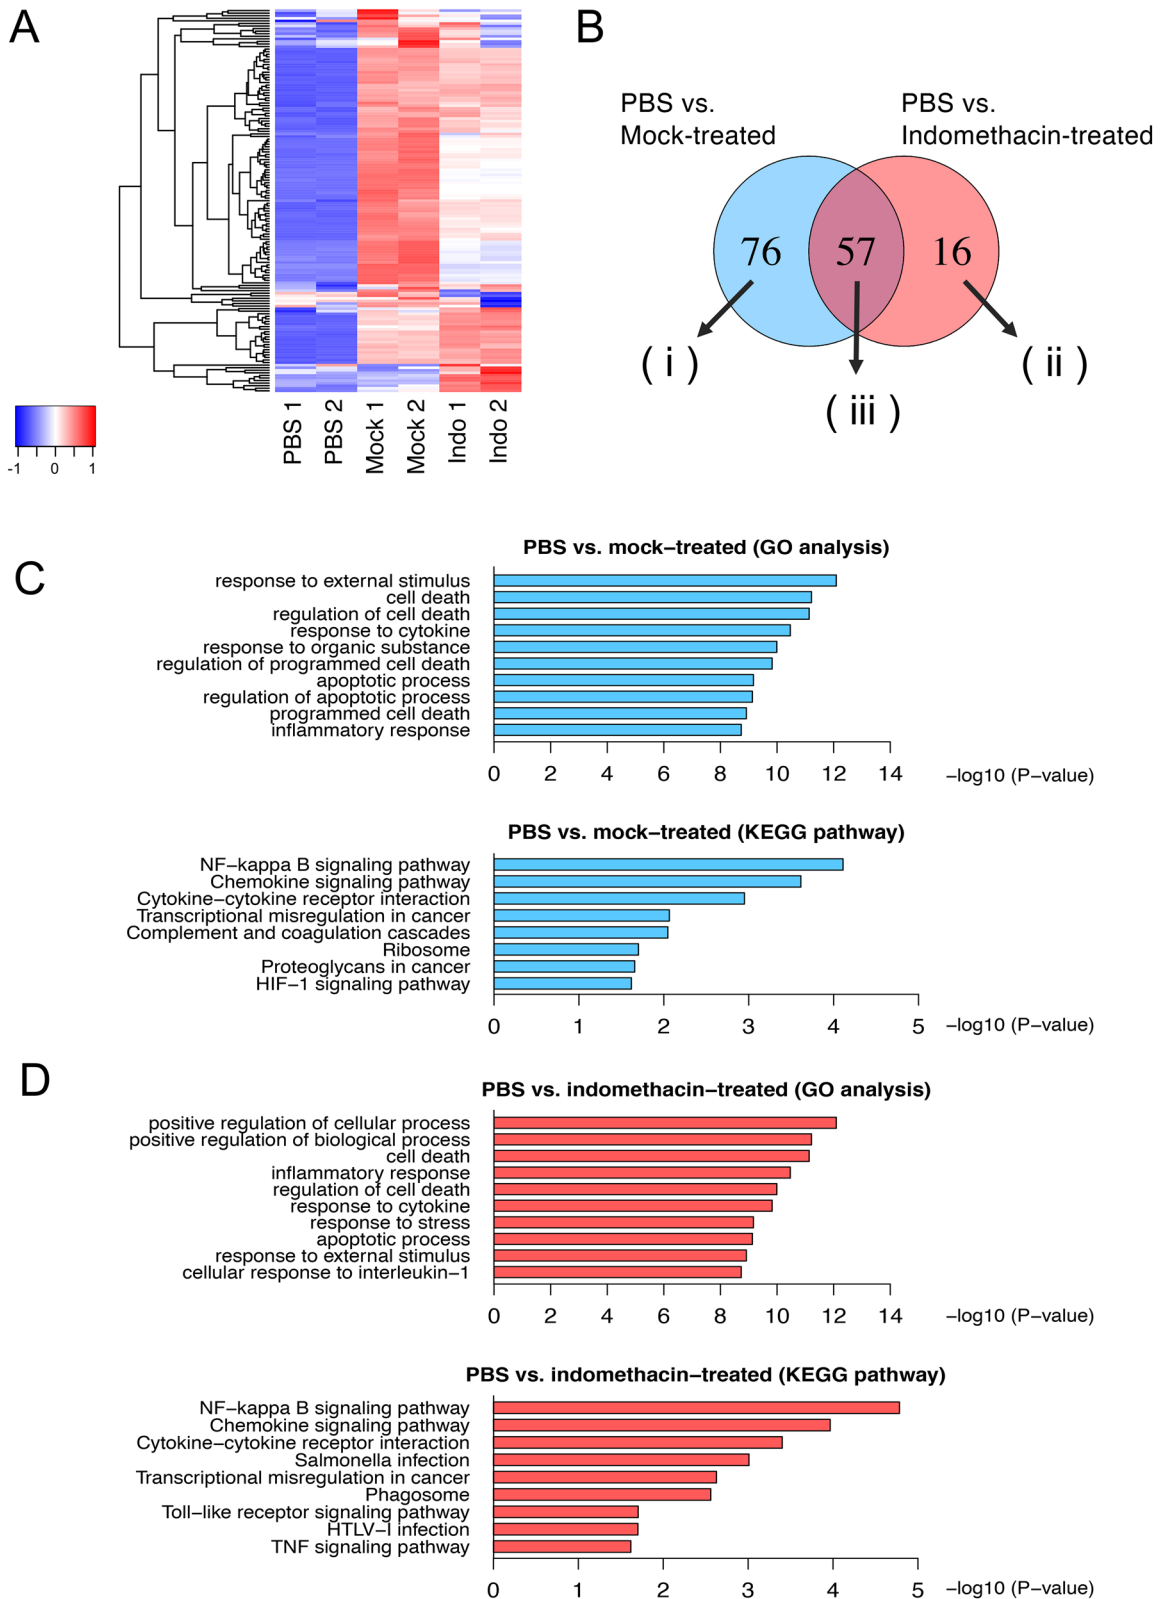 A
B
-1 0 1
PBS 1
PBS 2
Mock 1
Mock 2
Indo 1
Indo 2
PBS vs.
Mock-treated
PBS vs.
Indomethacin-treated
76 57 16
( i )
( ii )
( iii )
C
PBS vs. mock−treated (GO analysis)
response to external stimulus
cell death
regulation of cell death
response to cytokine
response to organic substance
regulation of programmed cell death
apoptotic process
regulation of apoptotic process
programmed cell death
inflammatory response
0 2 4 6 8 10 12 14 −log10 (P−value)
PBS vs. mock−treated (KEGG pathway)
NF−kappa B signaling pathway
Chemokine signaling pathway
Cytokine−cytokine receptor interaction
Transcriptional misregulation in cancer
Complement and coagulation cascades
Ribosome
Proteoglycans in cancer
HIF−1 signaling pathway
0 1 2 3 4 5 −log10 (P−value)
D
PBS vs. indomethacin−treated (GO analysis)
positive regulation of cellular process
positive regulation of biological process
cell death
inflammatory response
regulation of cell death
response to cytokine
response to stress
apoptotic process
response to external stimulus
cellular response to interleukin−1
0 2 4 6 8 10 12 14 −log10 (P−value)
PBS vs. indomethacin−treated (KEGG pathway)
NF−kappa B signaling pathway
Chemokine signaling pathway
Cytokine−cytokine receptor interaction
Salmonella infection
Transcriptional misregulation in cancer
Phagosome
Toll−like receptor signaling pathway
HTLV−I infection
TNF signaling pathway
0 1 2 3 4 5 −log10 (P−value)